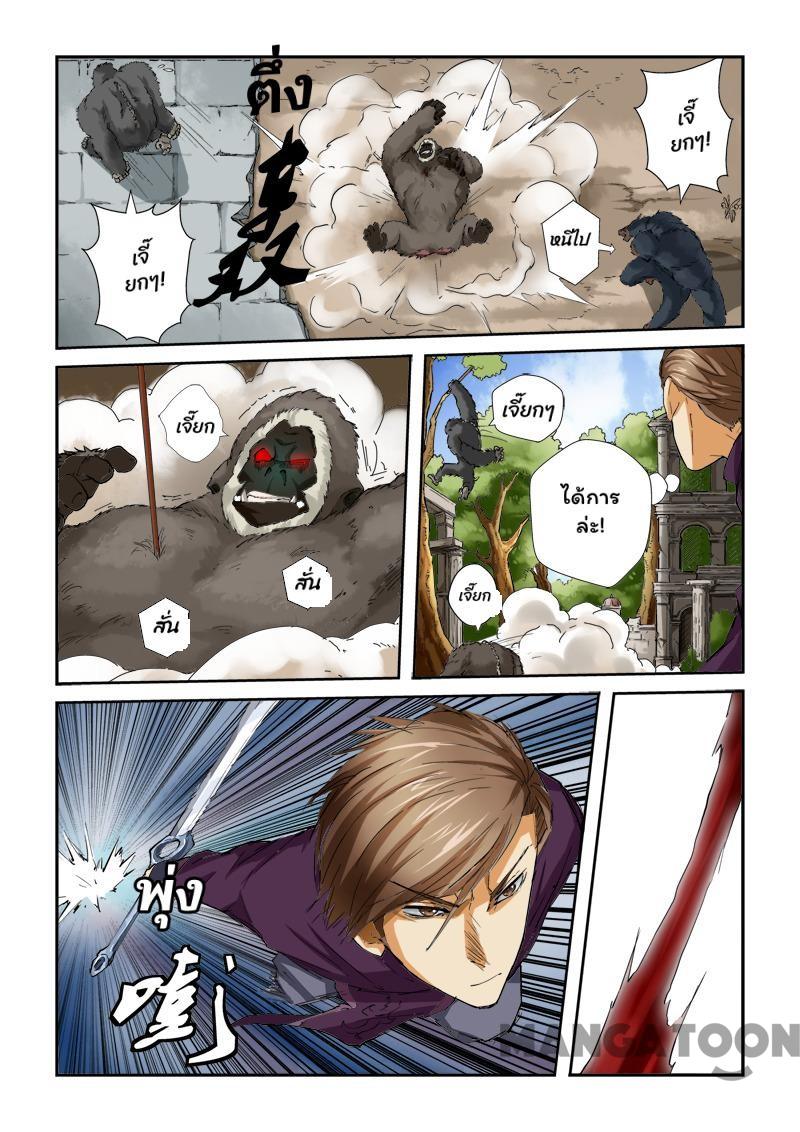 ตึ่ง
轰
เจี๊
ยกๆ!
หนีไป
เจี๊
ยกๆ!
เจี๊ยก
สั่น
สั่น
เจี๊ยกๆ
ได้การ
ล่ะ!
เจี๊ยก
พุ่ง
MANGATOON